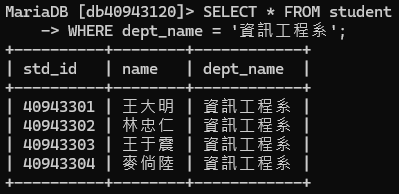 MariaDB [db40943120]> SELECT * FROM student
    -> WHERE dept_name = '資訊工程系';
+----------+--------+------------+
| std_id   | name   | dept_name  |
+----------+--------+------------+
| 40943301 | 王大明 | 資訊工程系 |
| 40943302 | 林忠仁 | 資訊工程系 |
| 40943303 | 王于震 | 資訊工程系 |
| 40943304 | 麥倘陸 | 資訊工程系 |
+----------+--------+------------+